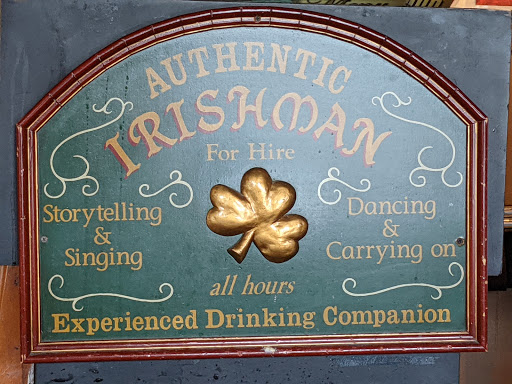 AUTHENTIC
IRISHMAN
For Hire
Storytelling
&
Singing
Dancing
&
Carrying on
all hours
Experienced Drinking Companion